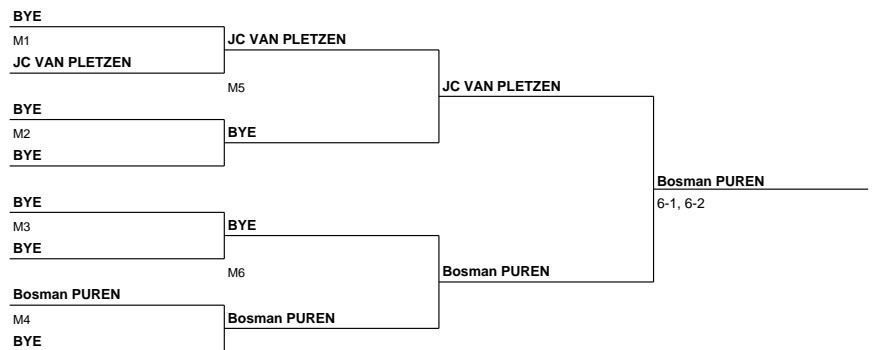 BYE
M1
JC VAN PLETZEN
JC VAN PLETZEN
M5
JC VAN PLETZEN
BYE
M2
BYE
BYE
Bosman PUREN
6-1, 6-2
BYE
M3
BYE
BYE
M6
Bosman PUREN
Bosman PUREN
M4
Bosman PUREN
BYE